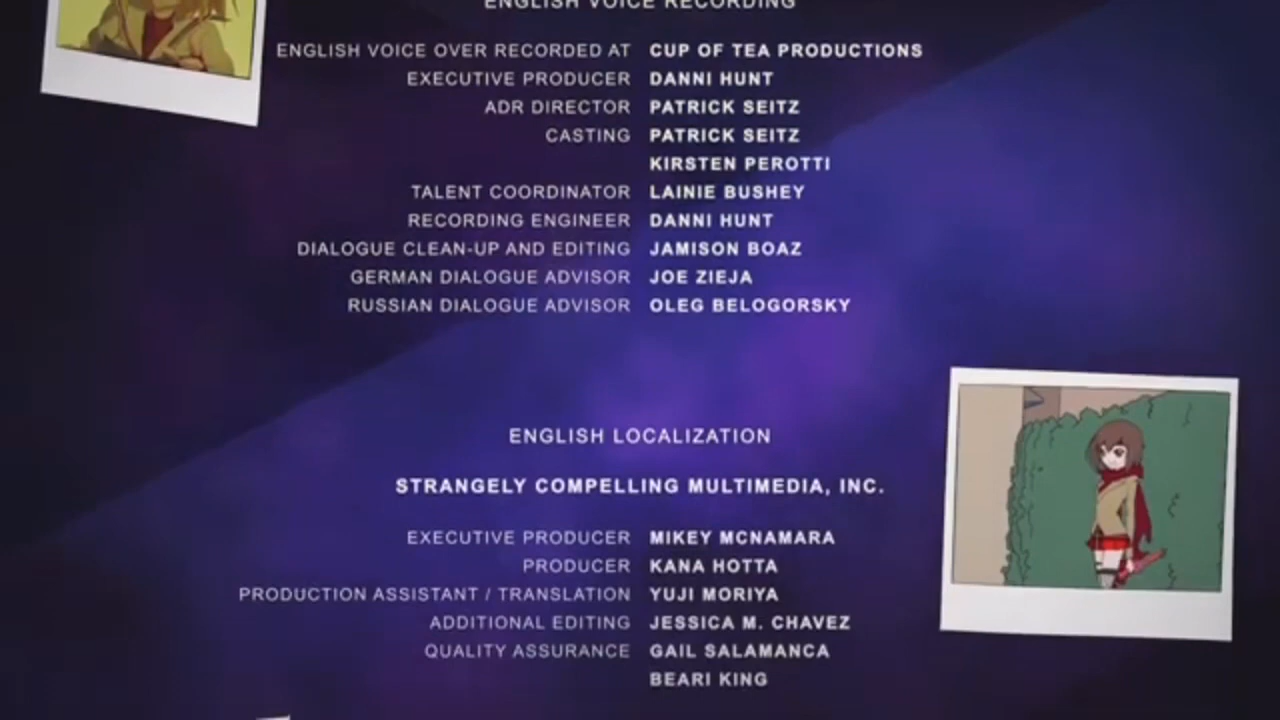 ENGLISH VOICE RECORDING
ENGLISH VOICE OVER RECORDED AT CUP OF TEA PRODUCTIONS
EXECUTIVE PRODUCER DANNI HUNT
ADR DIRECTOR PATRICK SEITZ
CASTING PATRICK SEITZ
KIRSTEN PEROTTI
TALENT COORDINATOR LAINIE BUSHEY
RECORDING ENGINEER DANNI HUNT
DIALOGUE CLEAN-UP AND EDITING JAMISON BOAZ
GERMAN DIALOGUE ADVISOR JOE ZIEJA
RUSSIAN DIALOGUE ADVISOR OLEG BELOGORSKY
ENGLISH LOCALIZATION
STRANGELY COMPELLING MULTIMEDIA, INC.
EXECUTIVE PRODUCER MIKEY MCNAMARA
PRODUCER KANA HOTTA
PRODUCTION ASSISTANT / TRANSLATION YUJI MORIYA
ADDITIONAL EDITING JESSICA M. CHAVEZ
QUALITY ASSURANCE GAIL SALAMANCA
BEARI KING